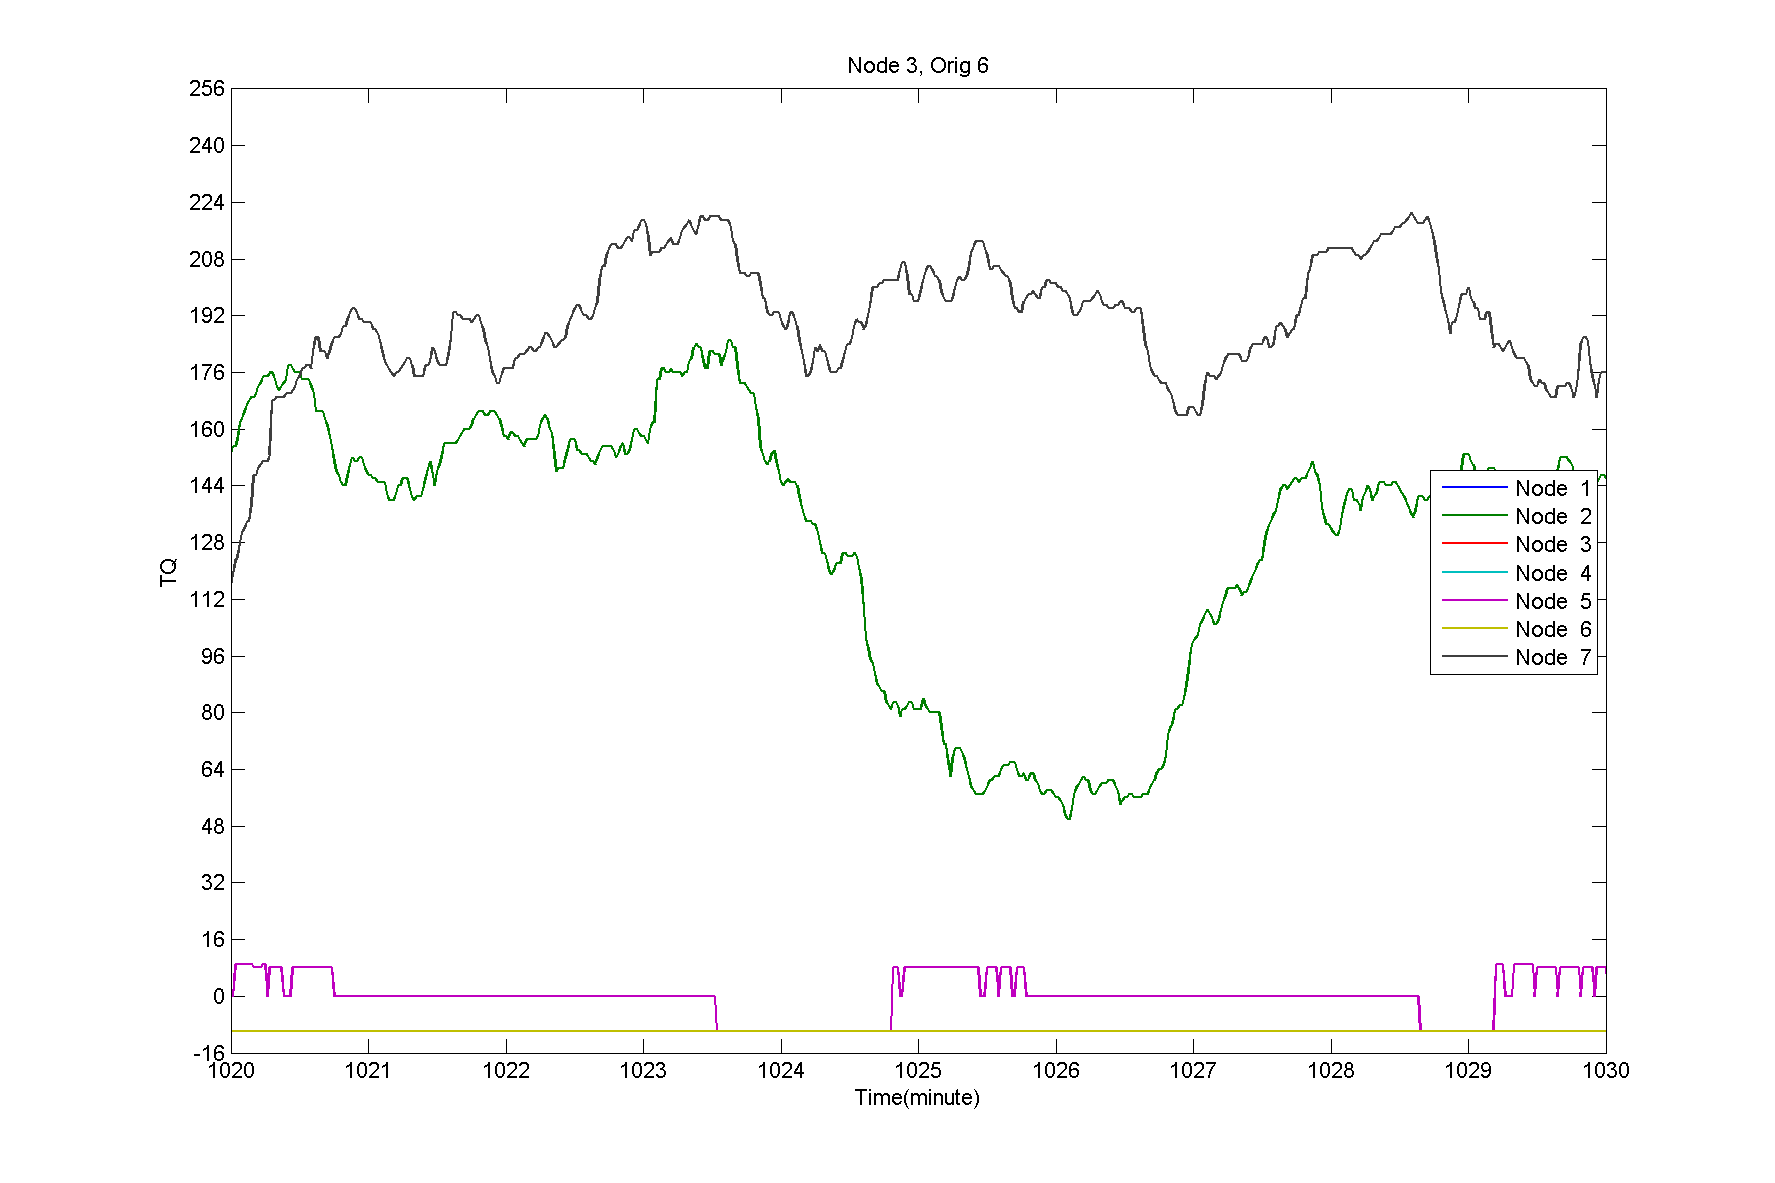 Node 3, Orig 6
256
240
224
208
192
176
160
144
128
112
96
80
64
48
32
16
0
-16
TQ
Node 1
Node 2
Node 3
Node 4
Node 5
Node 6
Node 7
1020 1021 1022 1023 1024 1025 1026 1027 1028 1029 1030
Time(minute)